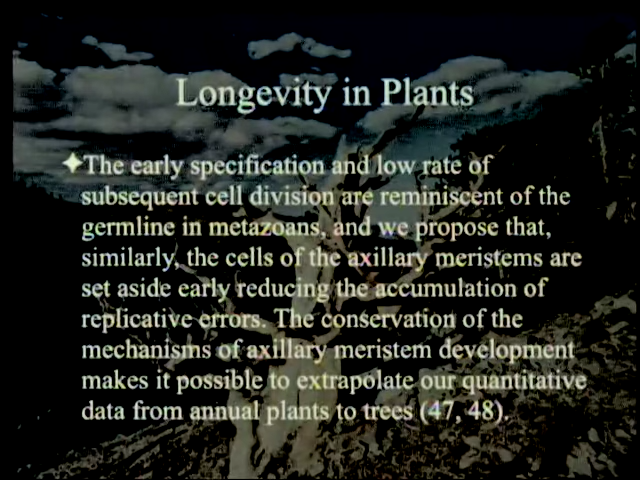 Longevity in Plants
✦The early specification and low rate of
subsequent cell division are reminiscent of the
germline in metazoans, and we propose that,
similarly, the cells of the axillary meristems are
set aside early reducing the accumulation of
replicative errors. The conservation of the
mechanisms of axillary meristem development
makes it possible to extrapolate our quantitative
data from annual plants to trees (47, 48).